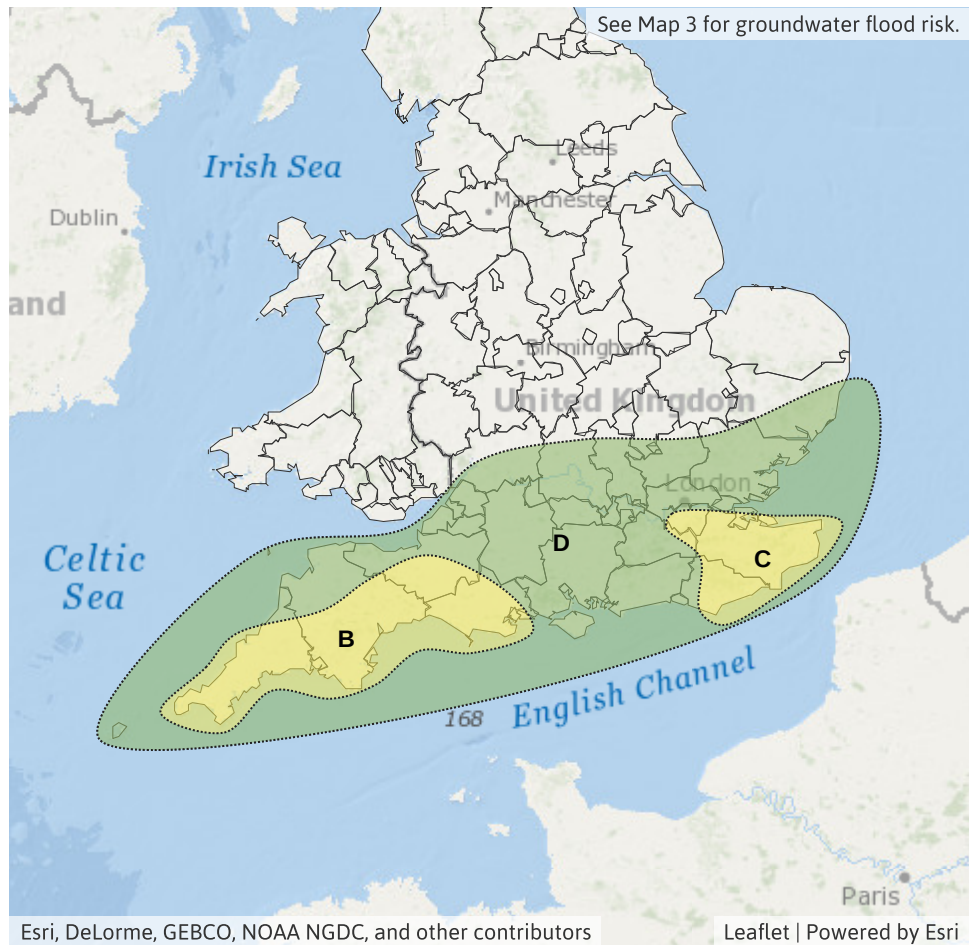 See Map 3 for groundwater flood risk.
Leeds
Irish Sea
Manchester
Dublin
and
Birmingham
United Kingdom
London
D
Celtic
Sea
C
B
English Channel
168
Paris
Esri, DeLorme, GEBCO, NOAA NGDC, and other contributors
Leaflet | Powered by Esri